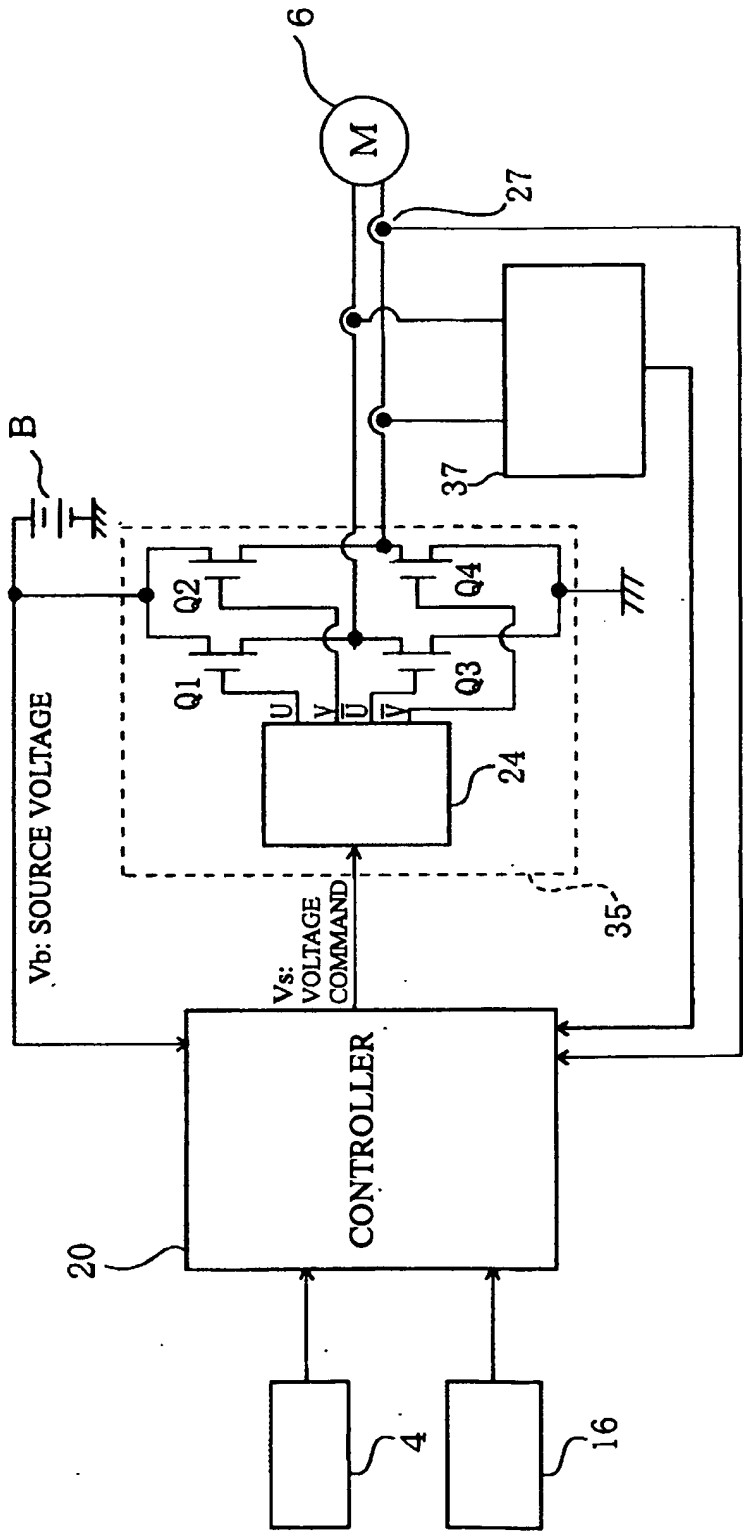 Vb: SOURCE VOLTAGE
B
6
M
27
37
Q1
Q2
Q3
Q4
U
V
U̅
V̅
24
35
Vs:
VOLTAGE
COMMAND
20
CONTROLLER
4
16